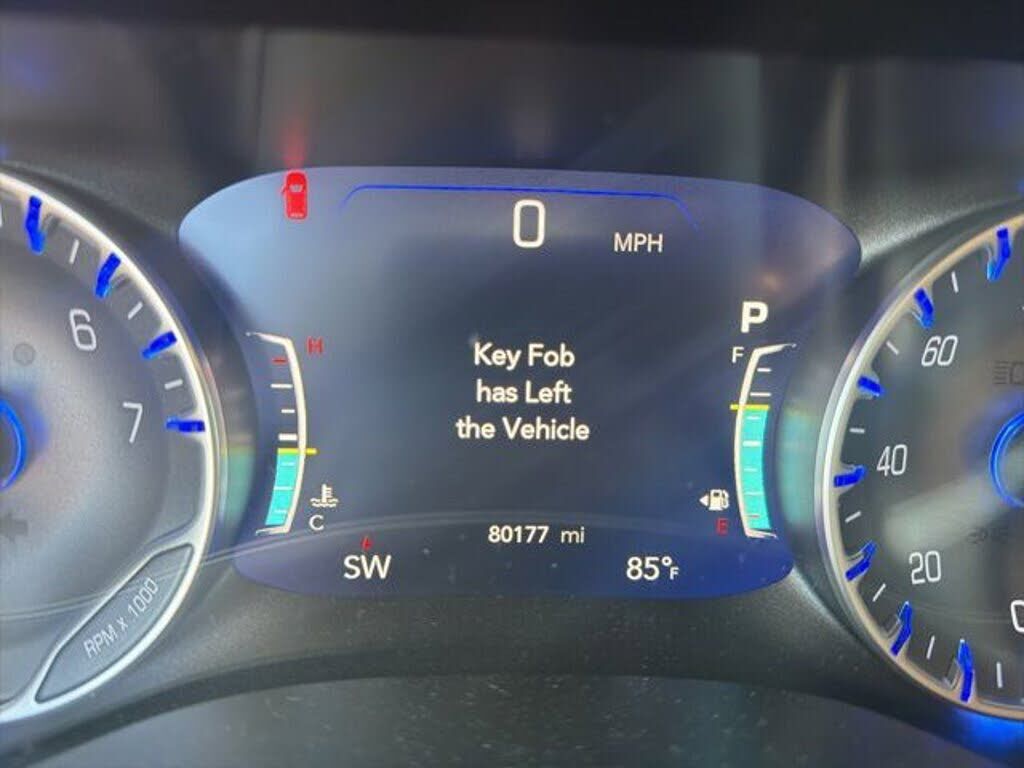 0
MPH
6
7
RPM x 1000
H
C
Key Fob
has Left
the Vehicle
P
F
E
80177 mi
SW
85°F
60
40
20
0